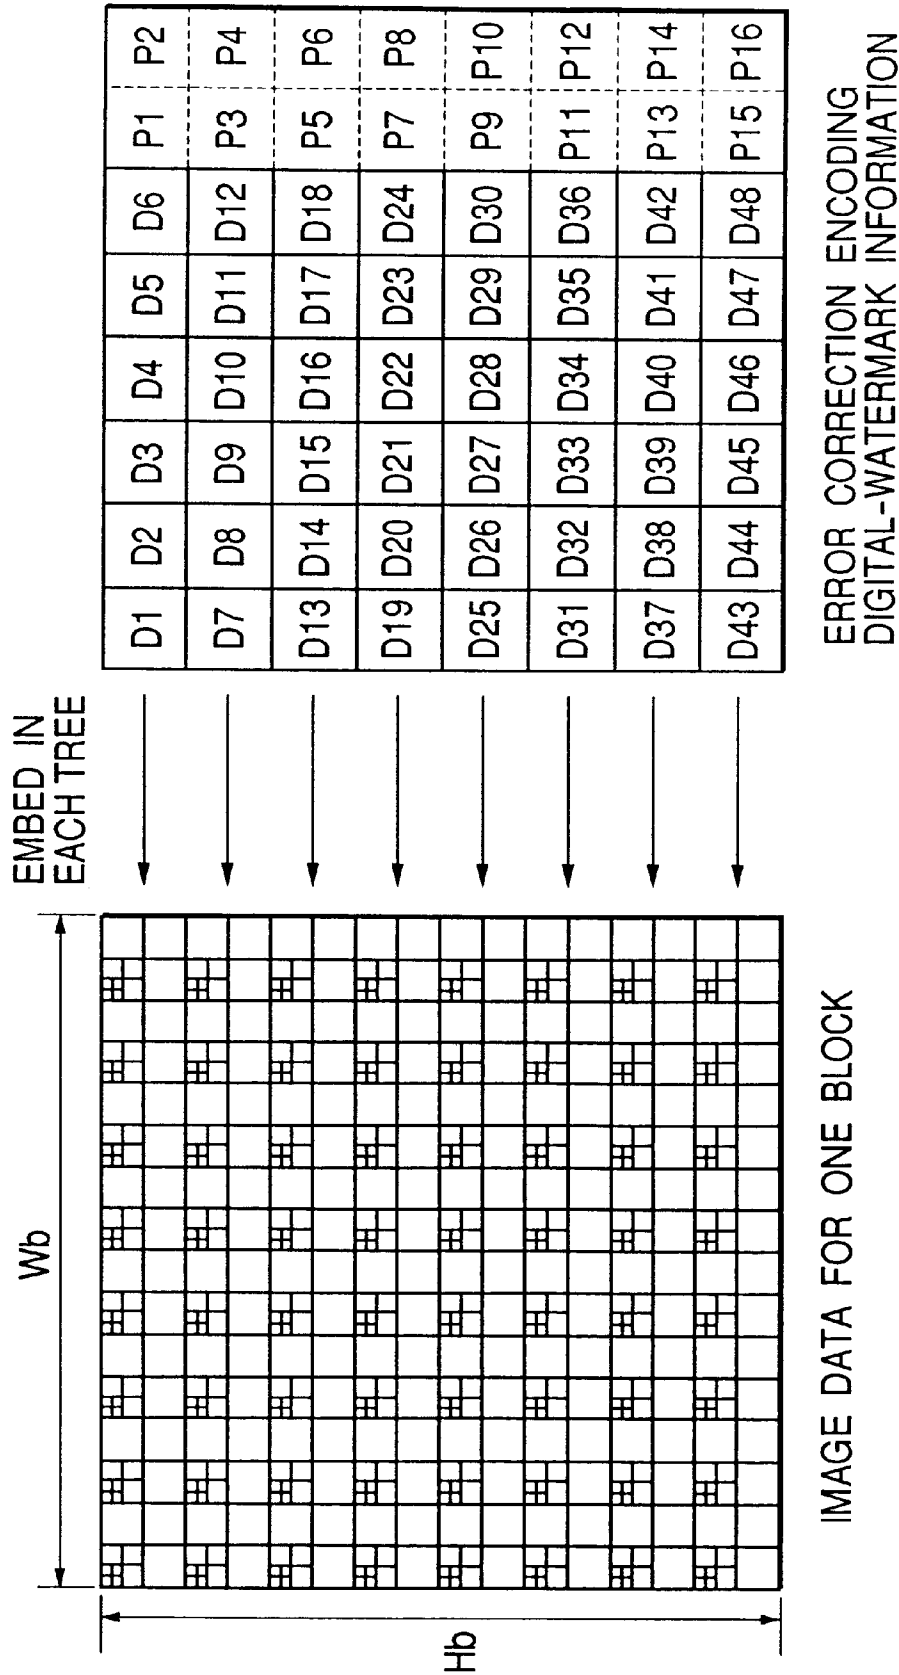 Wb
Hb
IMAGE DATA FOR ONE BLOCK
EMBED IN
EACH TREE
D1 D2 D3 D4 D5 D6 P1 P2
D7 D8 D9 D10 D11 D12 P3 P4
D13 D14 D15 D16 D17 D18 P5 P6
D19 D20 D21 D22 D23 D24 P7 P8
D25 D26 D27 D28 D29 D30 P9 P10
D31 D32 D33 D34 D35 D36 P11 P12
D37 D38 D39 D40 D41 D42 P13 P14
D43 D44 D45 D46 D47 D48 P15 P16
ERROR CORRECTION ENCODING
DIGITAL-WATERMARK INFORMATION